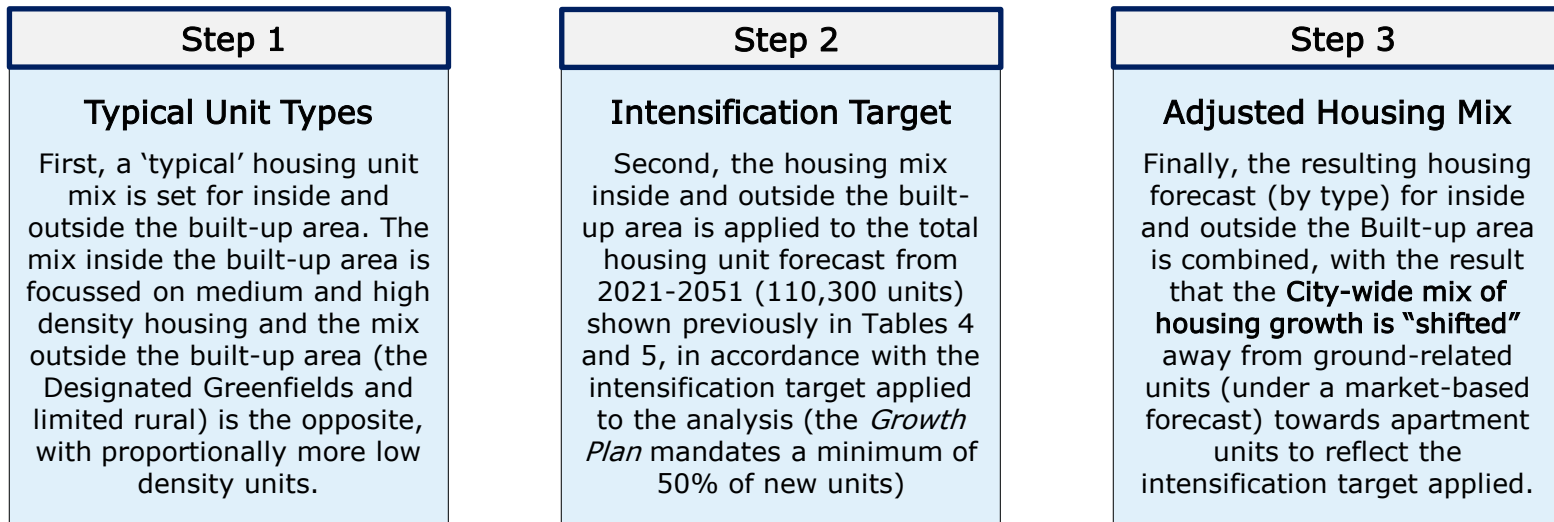 Step 1
Typical Unit Types
First, a ‘typical’ housing unit
mix is set for inside and
outside the built-up area. The
mix inside the built-up area is
focussed on medium and high
density housing and the mix
outside the built-up area (the
Designated Greenfields and
limited rural) is the opposite,
with proportionally more low
density units.
Step 2
Intensification Target
Second, the housing mix
inside and outside the built-
up area is applied to the total
housing unit forecast from
2021-2051 (110,300 units)
shown previously in Tables 4
and 5, in accordance with the
intensification target applied
to the analysis (the Growth
Plan mandates a minimum of
50% of new units)
Step 3
Adjusted Housing Mix
Finally, the resulting housing
forecast (by type) for inside
and outside the Built-up area
is combined, with the result
that the City-wide mix of
housing growth is “shifted”
away from ground-related
units (under a market-based
forecast) towards apartment
units to reflect the
intensification target applied.